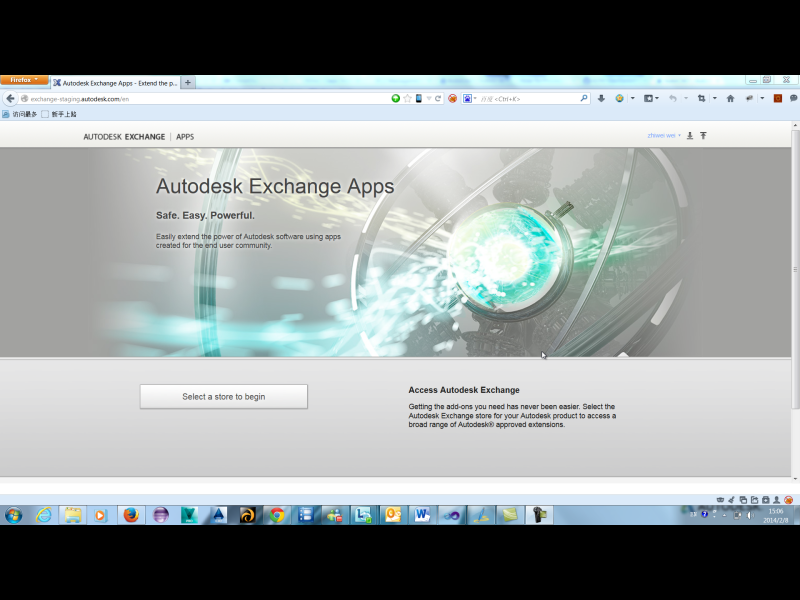 Firefox
Autodesk Exchange Apps - Extend the p...
exchange-staging.autodesk.com/en
百度 <Ctrl+K>
访问最多
新手上路
AUTODESK EXCHANGE | APPS
zhiwei wei
Autodesk Exchange Apps
Safe. Easy. Powerful.
Easily extend the power of Autodesk software using apps
created for the end user community.
Select a store to begin
Access Autodesk Exchange
Getting the add-ons you need has never been easier. Select the
Autodesk Exchange store for your Autodesk product to access a
broad range of Autodesk® approved extensions.
15:06
2014/2/8